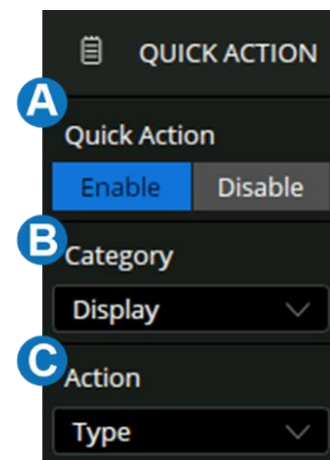 QUICK ACTION
A
Quick Action
Enable Disable
B
Category
Display
C
Action
Type